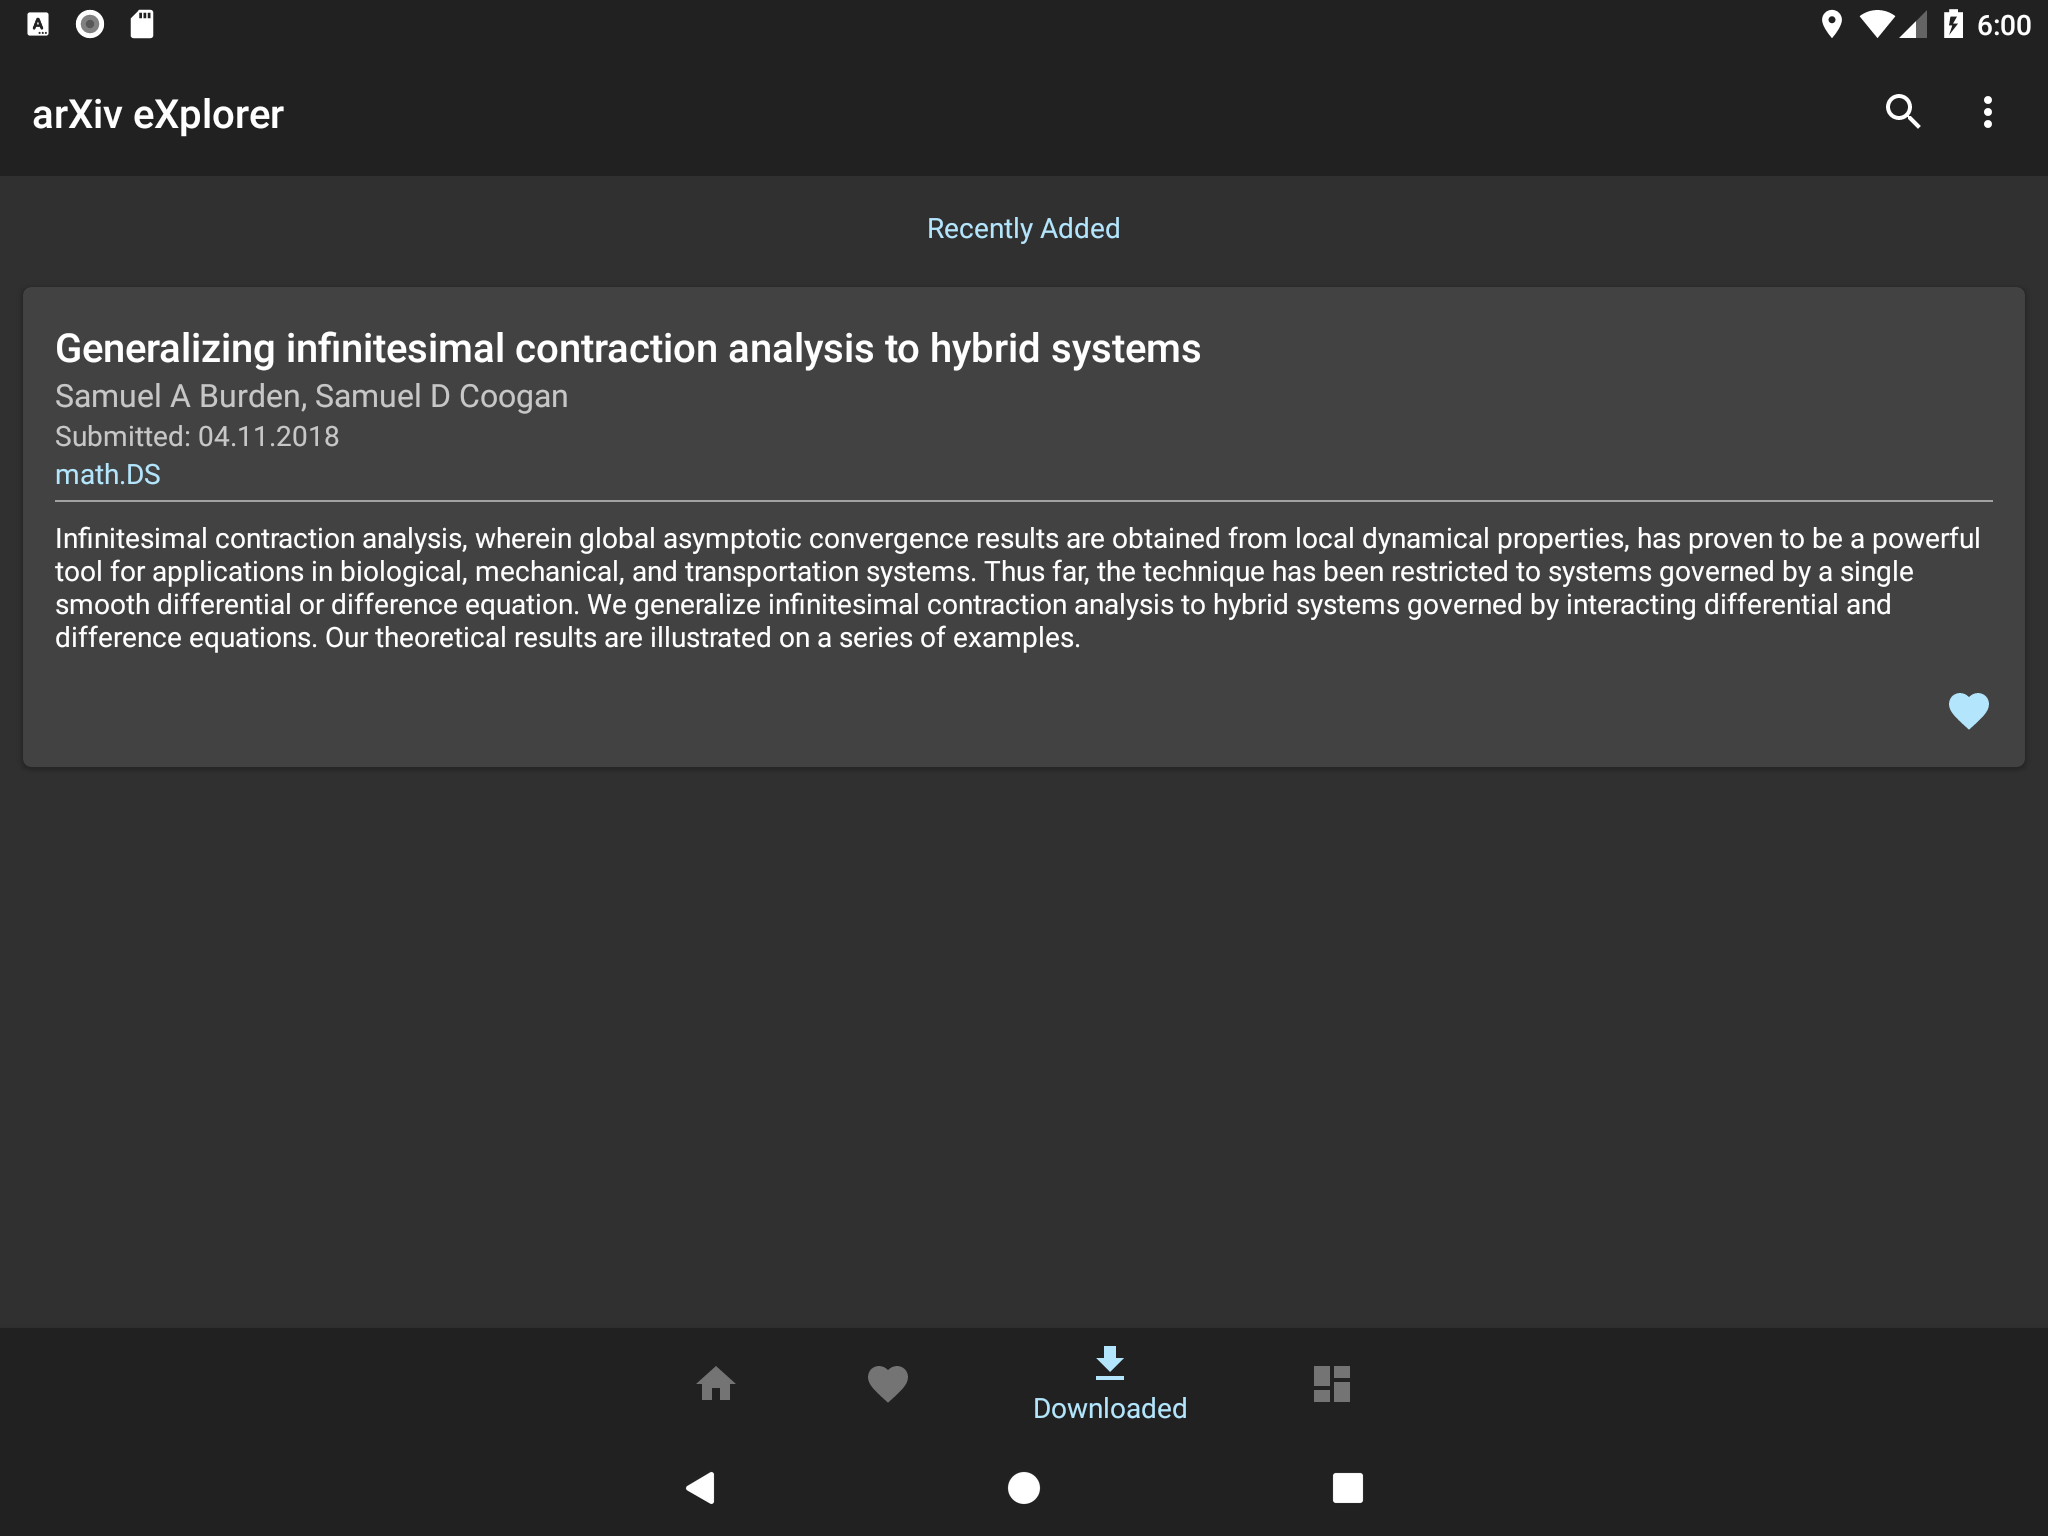 6:00
arXiv eXplorer
Recently Added
Generalizing infinitesimal contraction analysis to hybrid systems
Samuel A Burden, Samuel D Coogan
Submitted: 04.11.2018
math.DS
Infinitesimal contraction analysis, wherein global asymptotic convergence results are obtained from local dynamical properties, has proven to be a powerful
tool for applications in biological, mechanical, and transportation systems. Thus far, the technique has been restricted to systems governed by a single
smooth differential or difference equation. We generalize infinitesimal contraction analysis to hybrid systems governed by interacting differential and
difference equations. Our theoretical results are illustrated on a series of examples.
Downloaded